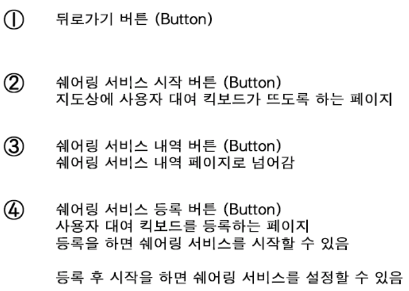 ① 뒤로가기 버튼 (Button)
② 쉐어링 서비스 시작 버튼 (Button)
지도상에 사용자 대여 킥보드가 뜨도록 하는 페이지
③ 쉐어링 서비스 내역 버튼 (Button)
쉐어링 서비스 내역 페이지로 넘어감
④ 쉐어링 서비스 등록 버튼 (Button)
사용자 대여 킥보드를 등록하는 페이지
등록을 하면 쉐어링 서비스를 시작할 수 있음
등록 후 시작을 하면 쉐어링 서비스를 설정할 수 있음